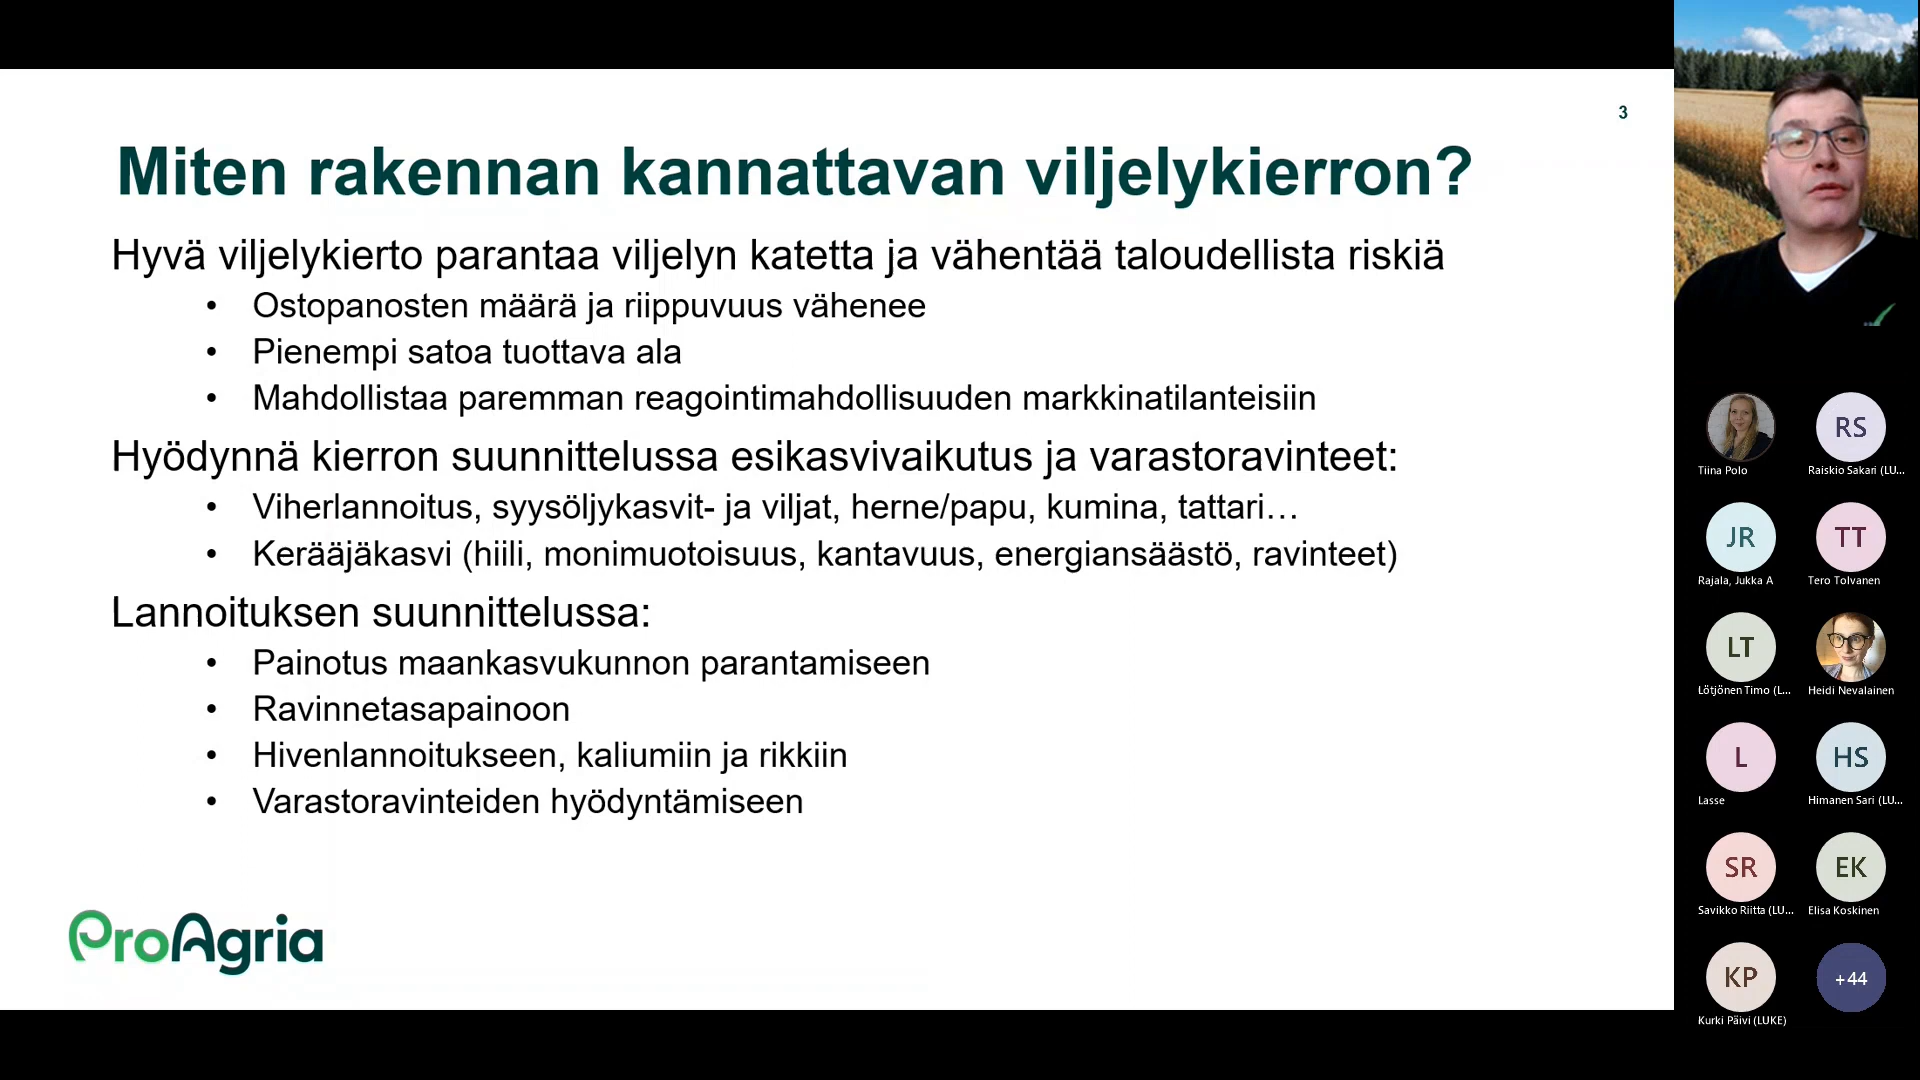 3
Miten rakennan kannattavan viljelykierron?
Hyvä viljelykierto parantaa viljelyn katetta ja vähentää taloudellista riskiä
• Ostopanosten määrä ja riippuvuus vähenee
• Pienempi satoa tuottava ala
• Mahdollistaa paremman reagointimahdollisuuden markkinatilanteisiin
Hyödynnä kierron suunnittelussa esikasvivaikutus ja varastoravinteet:
• Viherlannoitus, syysöljykasvit- ja viljat, herne/papu, kumina, tattari…
• Kerääjäkasvi (hiili, monimuotoisuus, kantavuus, energiansäästö, ravinteet)
Lannoituksen suunnittelussa:
• Painotus maankasvukunnon parantamiseen
• Ravinnetasapainoon
• Hivenlannoitukseen, kaliumiin ja rikkiin
• Varastoravinteiden hyödyntämiseen
ProAgria
Tiina Polo
RS
Raiskio Sakari (LU...
JR
Rajala, Jukka A
TT
Tero Tolvanen
LT
Lötjönen Timo (L...
Heidi Nevalainen
L
Lasse
HS
Himanen Sari (LU...
SR
Savikko Riitta (LU...
EK
Elisa Koskinen
KP
Kurki Päivi (LUKE)
+44